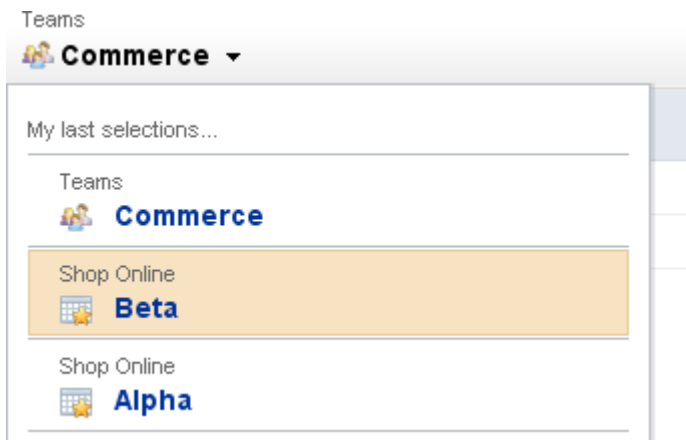 Teams
Commerce
My last selections...
Teams
Commerce
Shop Online
Beta
Shop Online
Alpha